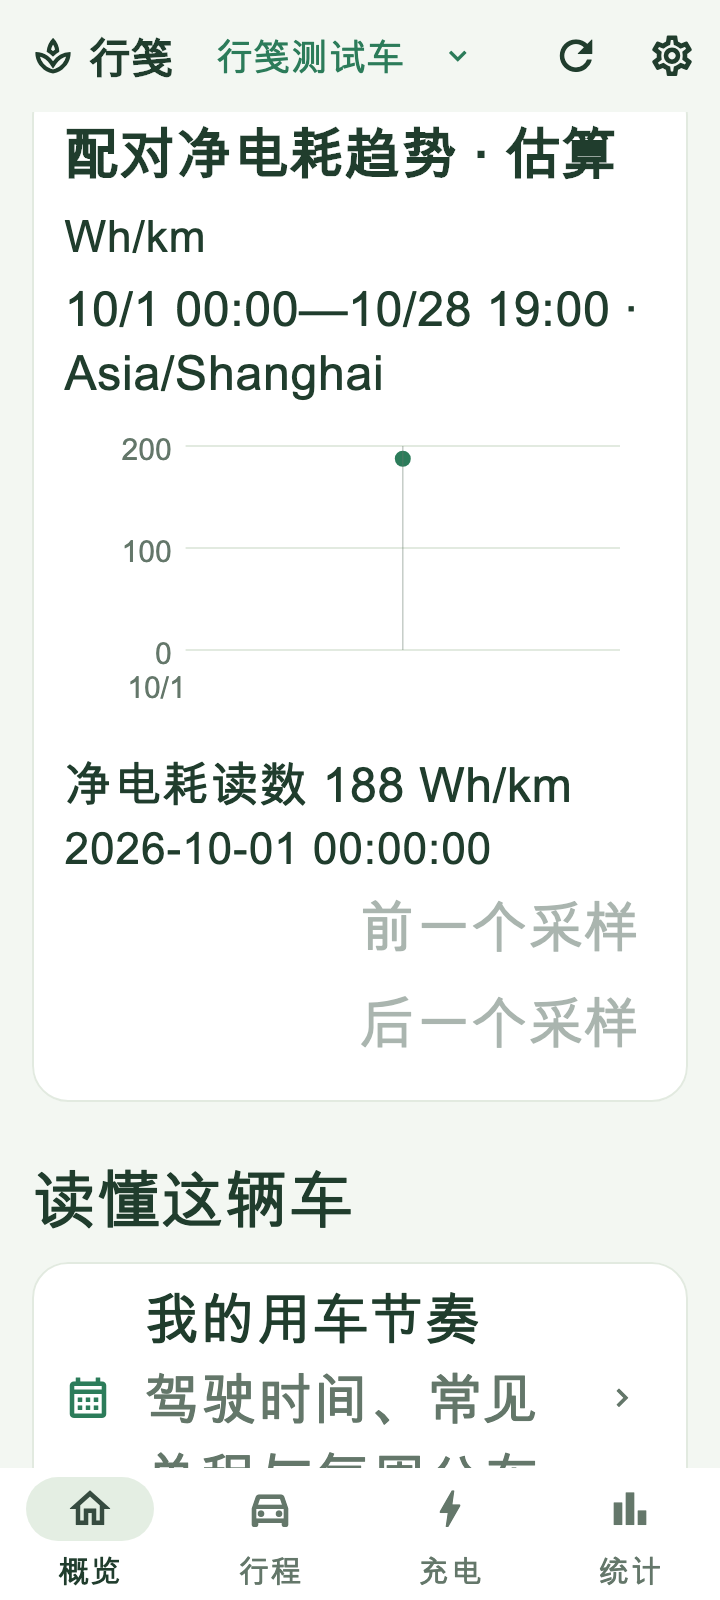 行笺 行笺测试车
配对净电耗趋势 · 估算
Wh/km
10/1 00:00—10/28 19:00 ·
Asia/Shanghai
200
100
0
10/1
净电耗读数 188 Wh/km
2026-10-01 00:00:00
前一个采样
后一个采样
读懂这辆车
我的用车节奏
驾驶时间、常见
概览 行程 充电 统计